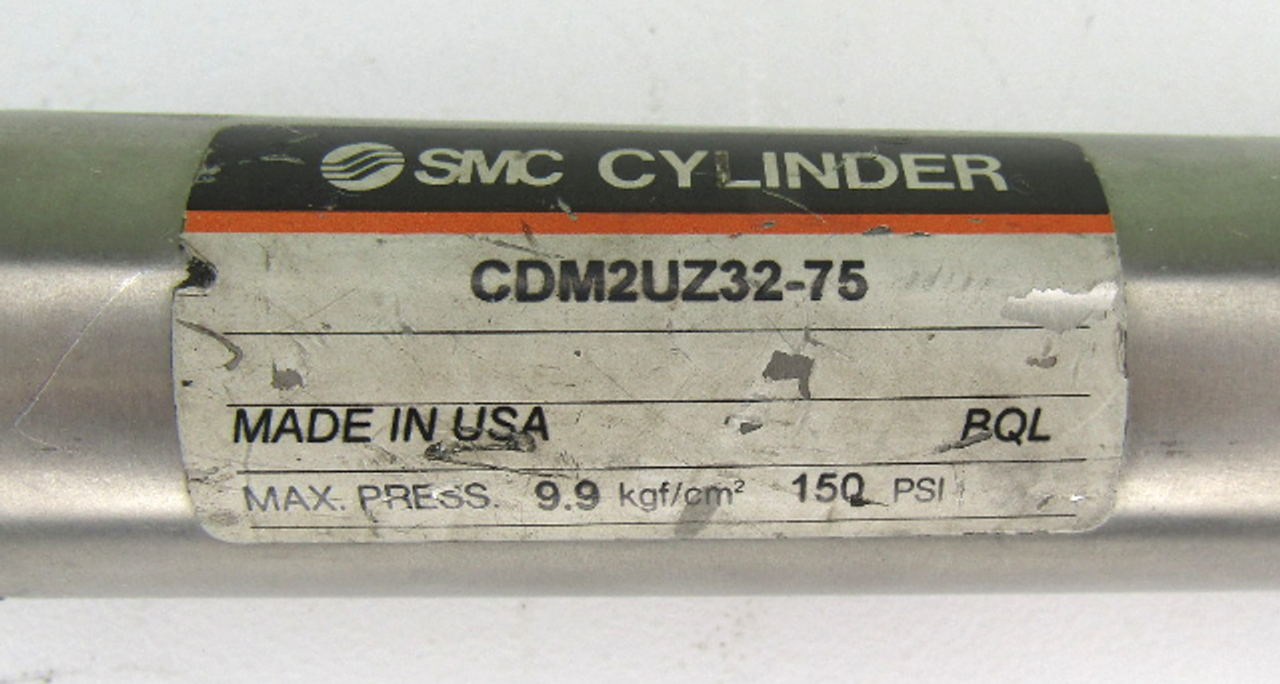 SMC CYLINDER
CDM2UZ32-75
MADE IN USA BQL
MAX. PRESS. 9.9 kgf/cm² 150 PSI